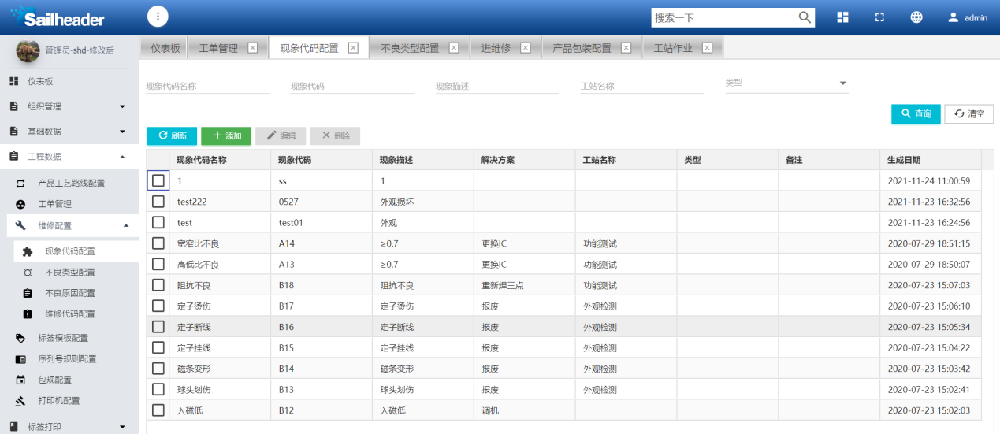 Sailheader
搜索一下
admin
管理员-shd-修改后
仪表板 工单管理 现象代码配置 不良类型配置 进维修 产品包装配置 工站作业
仪表板
组织管理
基础数据
工程数据
产品工艺路线配置
工单管理
维修配置
现象代码配置
不良类型配置
不良原因配置
维修代码配置
标签模板配置
序列号规则配置
包规配置
打印机配置
标签打印
现象代码名称 现象代码 现象描述 工站名称 类型
查询 清空
刷新 添加 编辑 删除
现象代码名称 现象代码 现象描述 解决方案 工站名称 类型 备注 生成日期
1 ss 1 2021-11-24 11:00:59
test222 0527 外观损坏 2021-11-23 16:32:56
test test01 外观 2021-11-23 16:24:56
宽窄比不良 A14 ≥0.7 更换IC 功能测试 2020-07-29 18:51:15
高低比不良 A13 ≥0.7 更换IC 功能测试 2020-07-29 18:50:07
阻抗不良 B18 阻抗不良 重新焊三点 功能测试 2020-07-23 15:07:03
定子烫伤 B17 定子烫伤 报废 外观检测 2020-07-23 15:06:10
定子断线 B16 定子断线 报废 外观检测 2020-07-23 15:05:34
定子挂线 B15 定子挂线 报废 外观检测 2020-07-23 15:04:22
磁条变形 B14 磁条变形 报废 外观检测 2020-07-23 15:03:42
球头划伤 B13 球头划伤 报废 外观检测 2020-07-23 15:02:41
入磁低 B12 入磁低 调机 2020-07-23 15:02:03